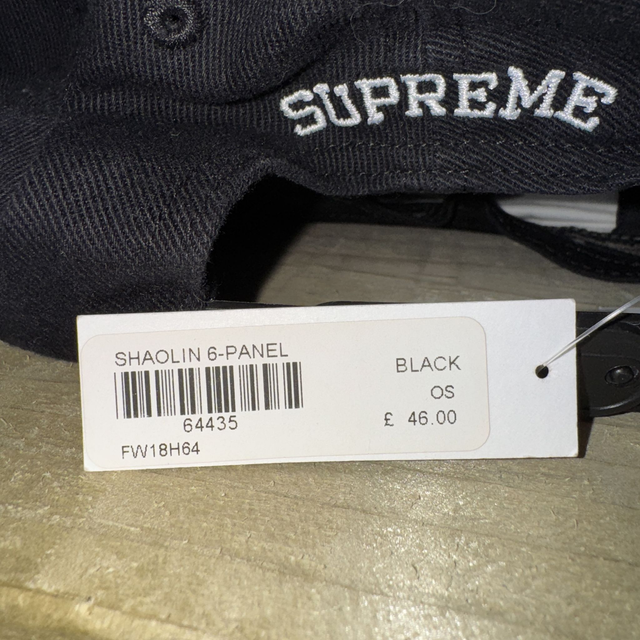 SUPREME
SHAOLIN 6-PANEL
BLACK
OS
64435
£ 46.00
FW18H64